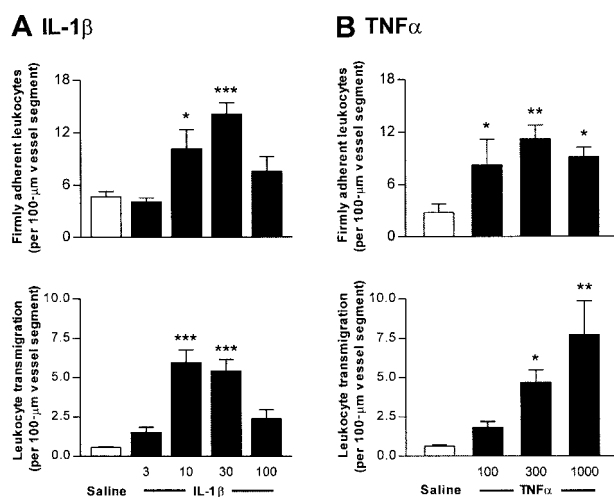 A IL-1β
Firmly adherent leukocytes
(per 100-μm vessel segment)
18
12
6
0
*
***
Leukocyte transmigration
(per 100-μm vessel segment)
10.0
7.5
5.0
2.5
0.0
***
***
3 10 30 100
Saline IL-1β
B TNFα
Firmly adherent leukocytes
(per 100-μm vessel segment)
18
12
6
0
*
**
*
Leukocyte transmigration
(per 100-μm vessel segment)
10.0
7.5
5.0
2.5
0.0
*
**
100 300 1000
Saline TNFα